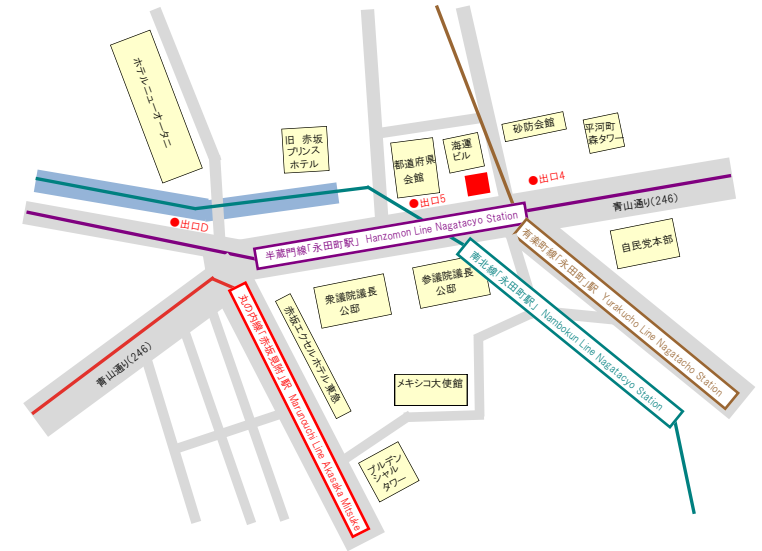 ホテルニューオータニ
旧 赤坂
プリンス
ホテル
都道府県
会館
海運
ビル
砂防会館
平河町
森タワー
出口4
出口5
出口D
青山通り(246)
半蔵門線「永田町駅」 Hanzomon Line Nagatacyo Station
自民党本部
有楽町線「永田町」駅 Yurakucho Line Nagatacho Station
南北線「永田町駅」 Nambokun Line Nagatacyo Station
参議院議長
公邸
衆議院議長
公邸
赤坂エクセルホテル東急
丸の内線「赤坂見附」駅 Marunouchi Line Akasaka Mitsuke
青山通り(246)
メキシコ大使館
プルデン
シャル
タワー